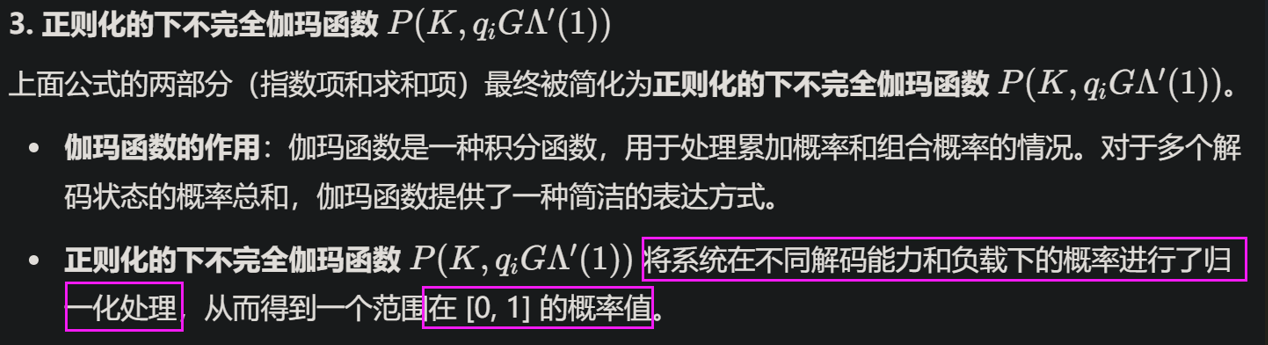 3. 正则化的下不完全伽玛函数 P(K, qᵢGΛ′(1))
上面公式的两部分（指数项和求和项）最终被简化为正则化的下不完全伽玛函数 P(K, qᵢGΛ′(1))。
• 伽玛函数的作用：伽玛函数是一种积分函数，用于处理累加概率和组合概率的情况。对于多个解
码状态的概率总和，伽玛函数提供了一种简洁的表达方式。
• 正则化的下不完全伽玛函数 P(K, qᵢGΛ′(1)) 将系统在不同解码能力和负载下的概率进行了归
一化处理，从而得到一个范围在 [0, 1] 的概率值。